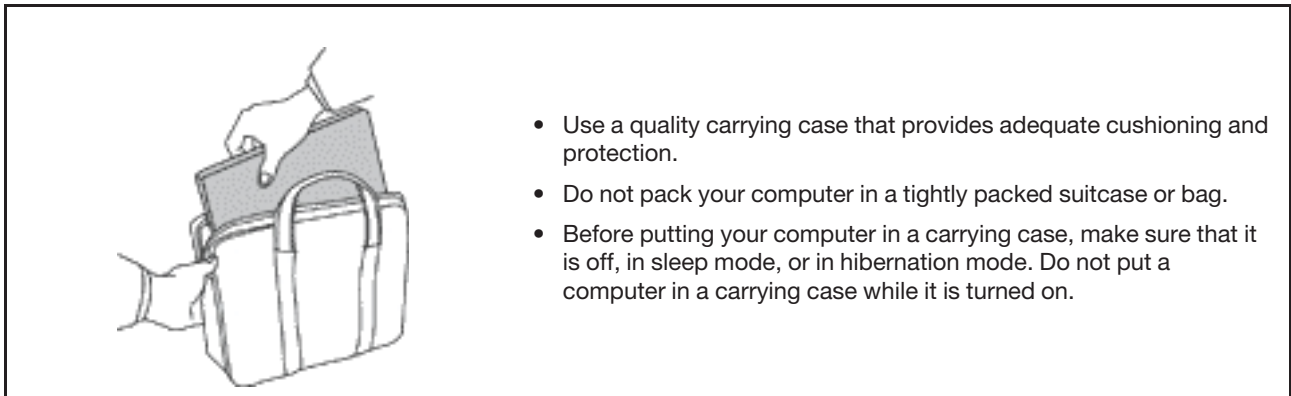 • Use a quality carrying case that provides adequate cushioning and
protection.
• Do not pack your computer in a tightly packed suitcase or bag.
• Before putting your computer in a carrying case, make sure that it
is off, in sleep mode, or in hibernation mode. Do not put a
computer in a carrying case while it is turned on.